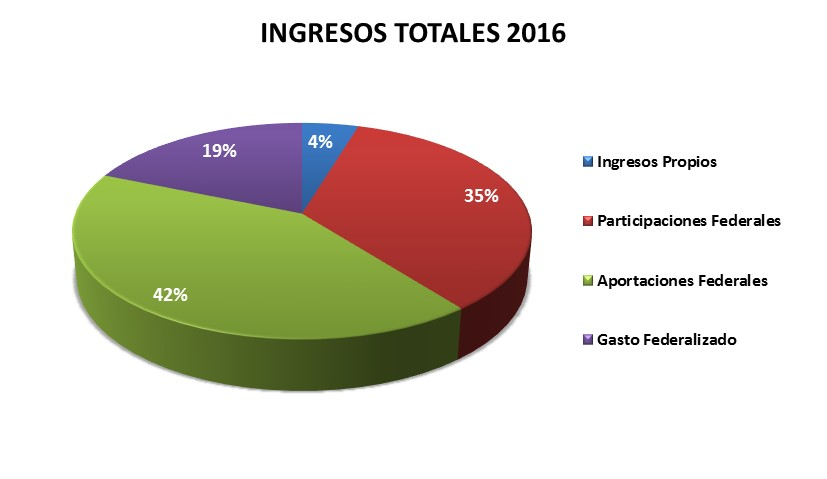 INGRESOS TOTALES 2016
4%
19%
35%
42%
Ingresos Propios
Participaciones Federales
Aportaciones Federales
Gasto Federalizado